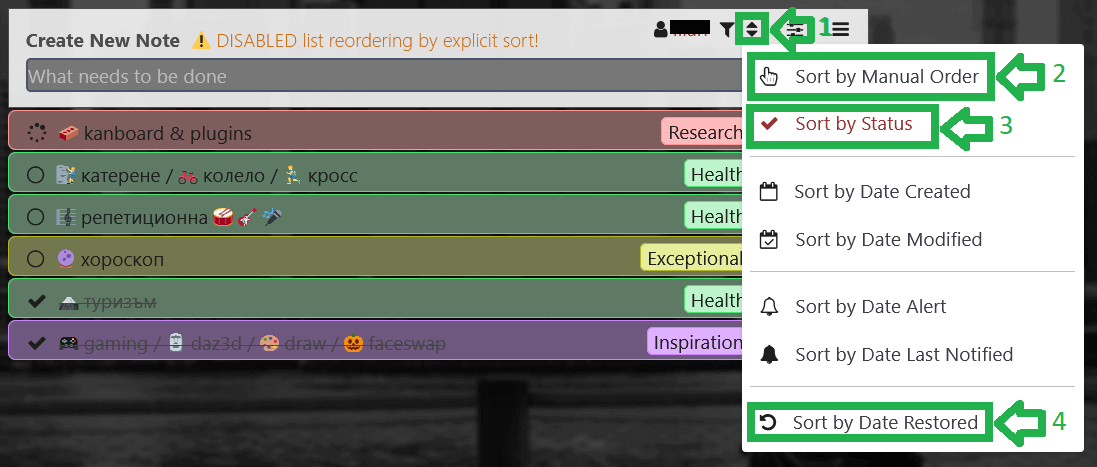 1
Create New Note ⚠ DISABLED list reordering by explicit sort!
What needs to be done
kanboard & plugins Research
катерене / колело / кросс Health
репетиционна Health
хороскоп Exceptional
туризъм Health
gaming / daz3d / draw / faceswap Inspiration
Sort by Manual Order 2
Sort by Status 3
Sort by Date Created
Sort by Date Modified
Sort by Date Alert
Sort by Date Last Notified
Sort by Date Restored 4